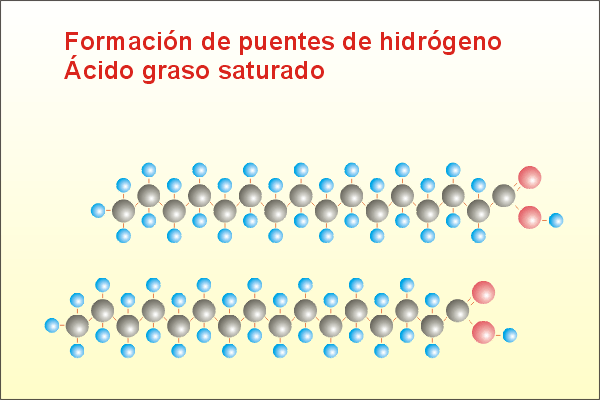 Formación de puentes de hidrógeno
Ácido graso saturado